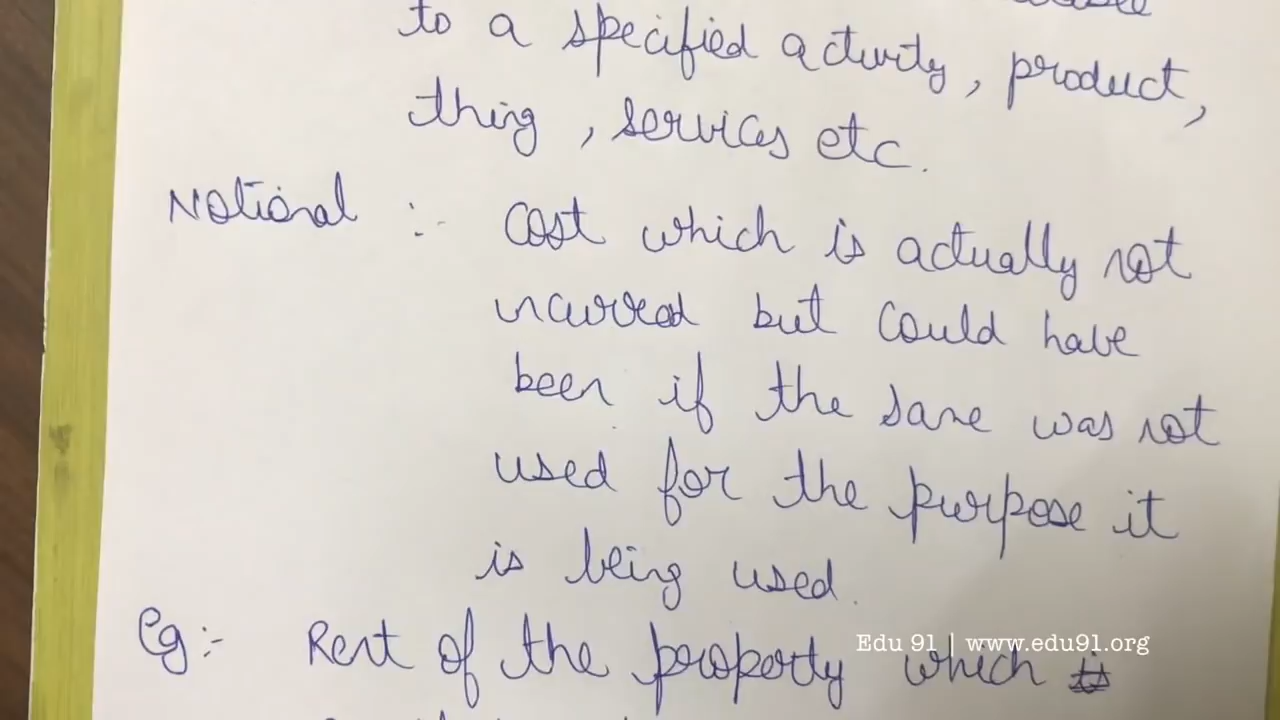 to a specified activity, product,
thing, services etc.
Notional :- Cost which is actually not
incurred but could have
been if the same was not
used for the purpose it
is being used.
Eg:- Rent of the property which
Edu 91 | www.edu91.org